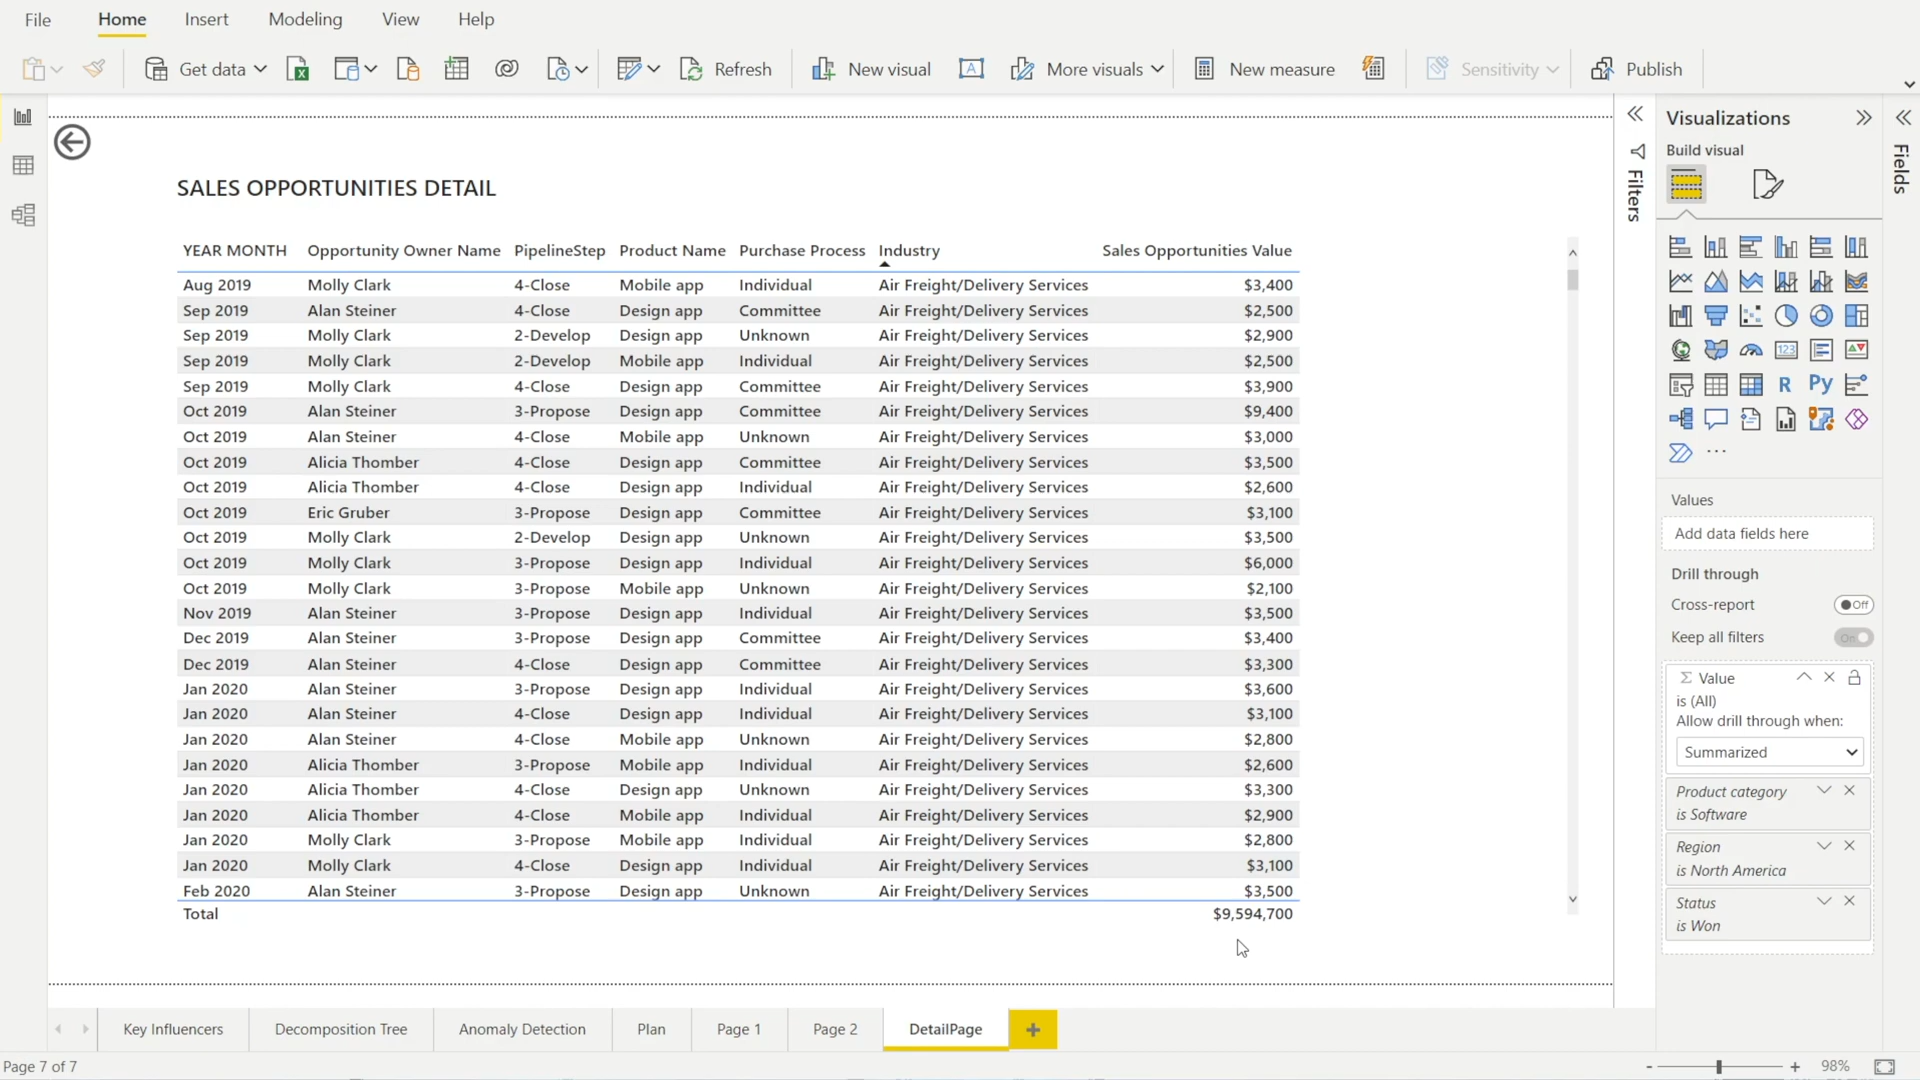 File Home Insert Modeling View Help
Get data Refresh New visual More visuals New measure Sensitivity Publish
SALES OPPORTUNITIES DETAIL
YEAR MONTH Opportunity Owner Name PipelineStep Product Name Purchase Process Industry Sales Opportunities Value
Aug 2019 Molly Clark 4-Close Mobile app Individual Air Freight/Delivery Services $3,400
Sep 2019 Alan Steiner 4-Close Design app Committee Air Freight/Delivery Services $2,500
Sep 2019 Molly Clark 2-Develop Design app Unknown Air Freight/Delivery Services $2,900
Sep 2019 Molly Clark 2-Develop Mobile app Individual Air Freight/Delivery Services $2,500
Sep 2019 Molly Clark 4-Close Design app Committee Air Freight/Delivery Services $3,900
Oct 2019 Alan Steiner 3-Propose Design app Committee Air Freight/Delivery Services $9,400
Oct 2019 Alan Steiner 4-Close Mobile app Unknown Air Freight/Delivery Services $3,000
Oct 2019 Alicia Thomber 4-Close Design app Committee Air Freight/Delivery Services $3,500
Oct 2019 Alicia Thomber 4-Close Design app Individual Air Freight/Delivery Services $2,600
Oct 2019 Eric Gruber 3-Propose Design app Committee Air Freight/Delivery Services $3,100
Oct 2019 Molly Clark 2-Develop Design app Unknown Air Freight/Delivery Services $3,500
Oct 2019 Molly Clark 3-Propose Design app Individual Air Freight/Delivery Services $6,000
Oct 2019 Molly Clark 3-Propose Mobile app Unknown Air Freight/Delivery Services $2,100
Nov 2019 Alan Steiner 3-Propose Design app Individual Air Freight/Delivery Services $3,500
Dec 2019 Alan Steiner 3-Propose Design app Committee Air Freight/Delivery Services $3,400
Dec 2019 Alan Steiner 4-Close Design app Committee Air Freight/Delivery Services $3,300
Jan 2020 Alan Steiner 3-Propose Design app Individual Air Freight/Delivery Services $3,600
Jan 2020 Alan Steiner 4-Close Design app Individual Air Freight/Delivery Services $3,100
Jan 2020 Alan Steiner 4-Close Mobile app Unknown Air Freight/Delivery Services $2,800
Jan 2020 Alicia Thomber 3-Propose Mobile app Individual Air Freight/Delivery Services $2,600
Jan 2020 Alicia Thomber 4-Close Design app Unknown Air Freight/Delivery Services $3,300
Jan 2020 Alicia Thomber 4-Close Mobile app Individual Air Freight/Delivery Services $2,900
Jan 2020 Molly Clark 3-Propose Mobile app Individual Air Freight/Delivery Services $2,800
Jan 2020 Molly Clark 4-Close Design app Individual Air Freight/Delivery Services $3,100
Feb 2020 Alan Steiner 3-Propose Design app Unknown Air Freight/Delivery Services $3,500
Total $9,594,700
Filters
Visualizations
Build visual
123
R Py
...
Values
Add data fields here
Drill through
Cross-report Off
Keep all filters On
Σ Value
is (All)
Allow drill through when:
Summarized
Product category
is Software
Region
is North America
Status
is Won
Fields
Key Influencers Decomposition Tree Anomaly Detection Plan Page 1 Page 2 DetailPage +
Page 7 of 7
- + 98%